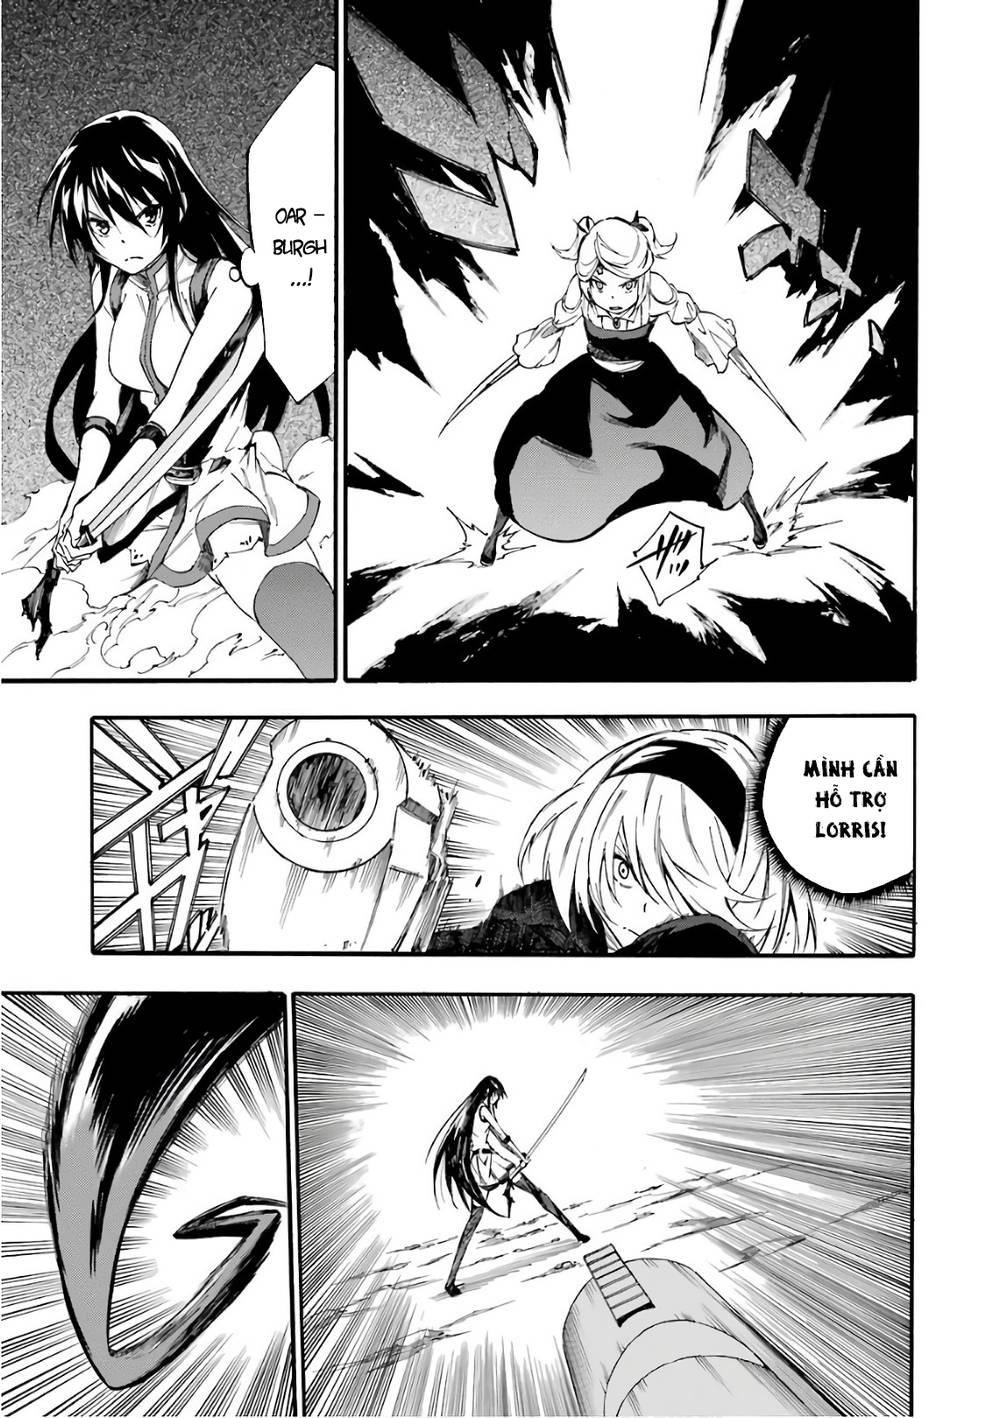 OAR –
BURGH
...!
MÌNH CẦN
HỖ TRỢ
LORRIS!